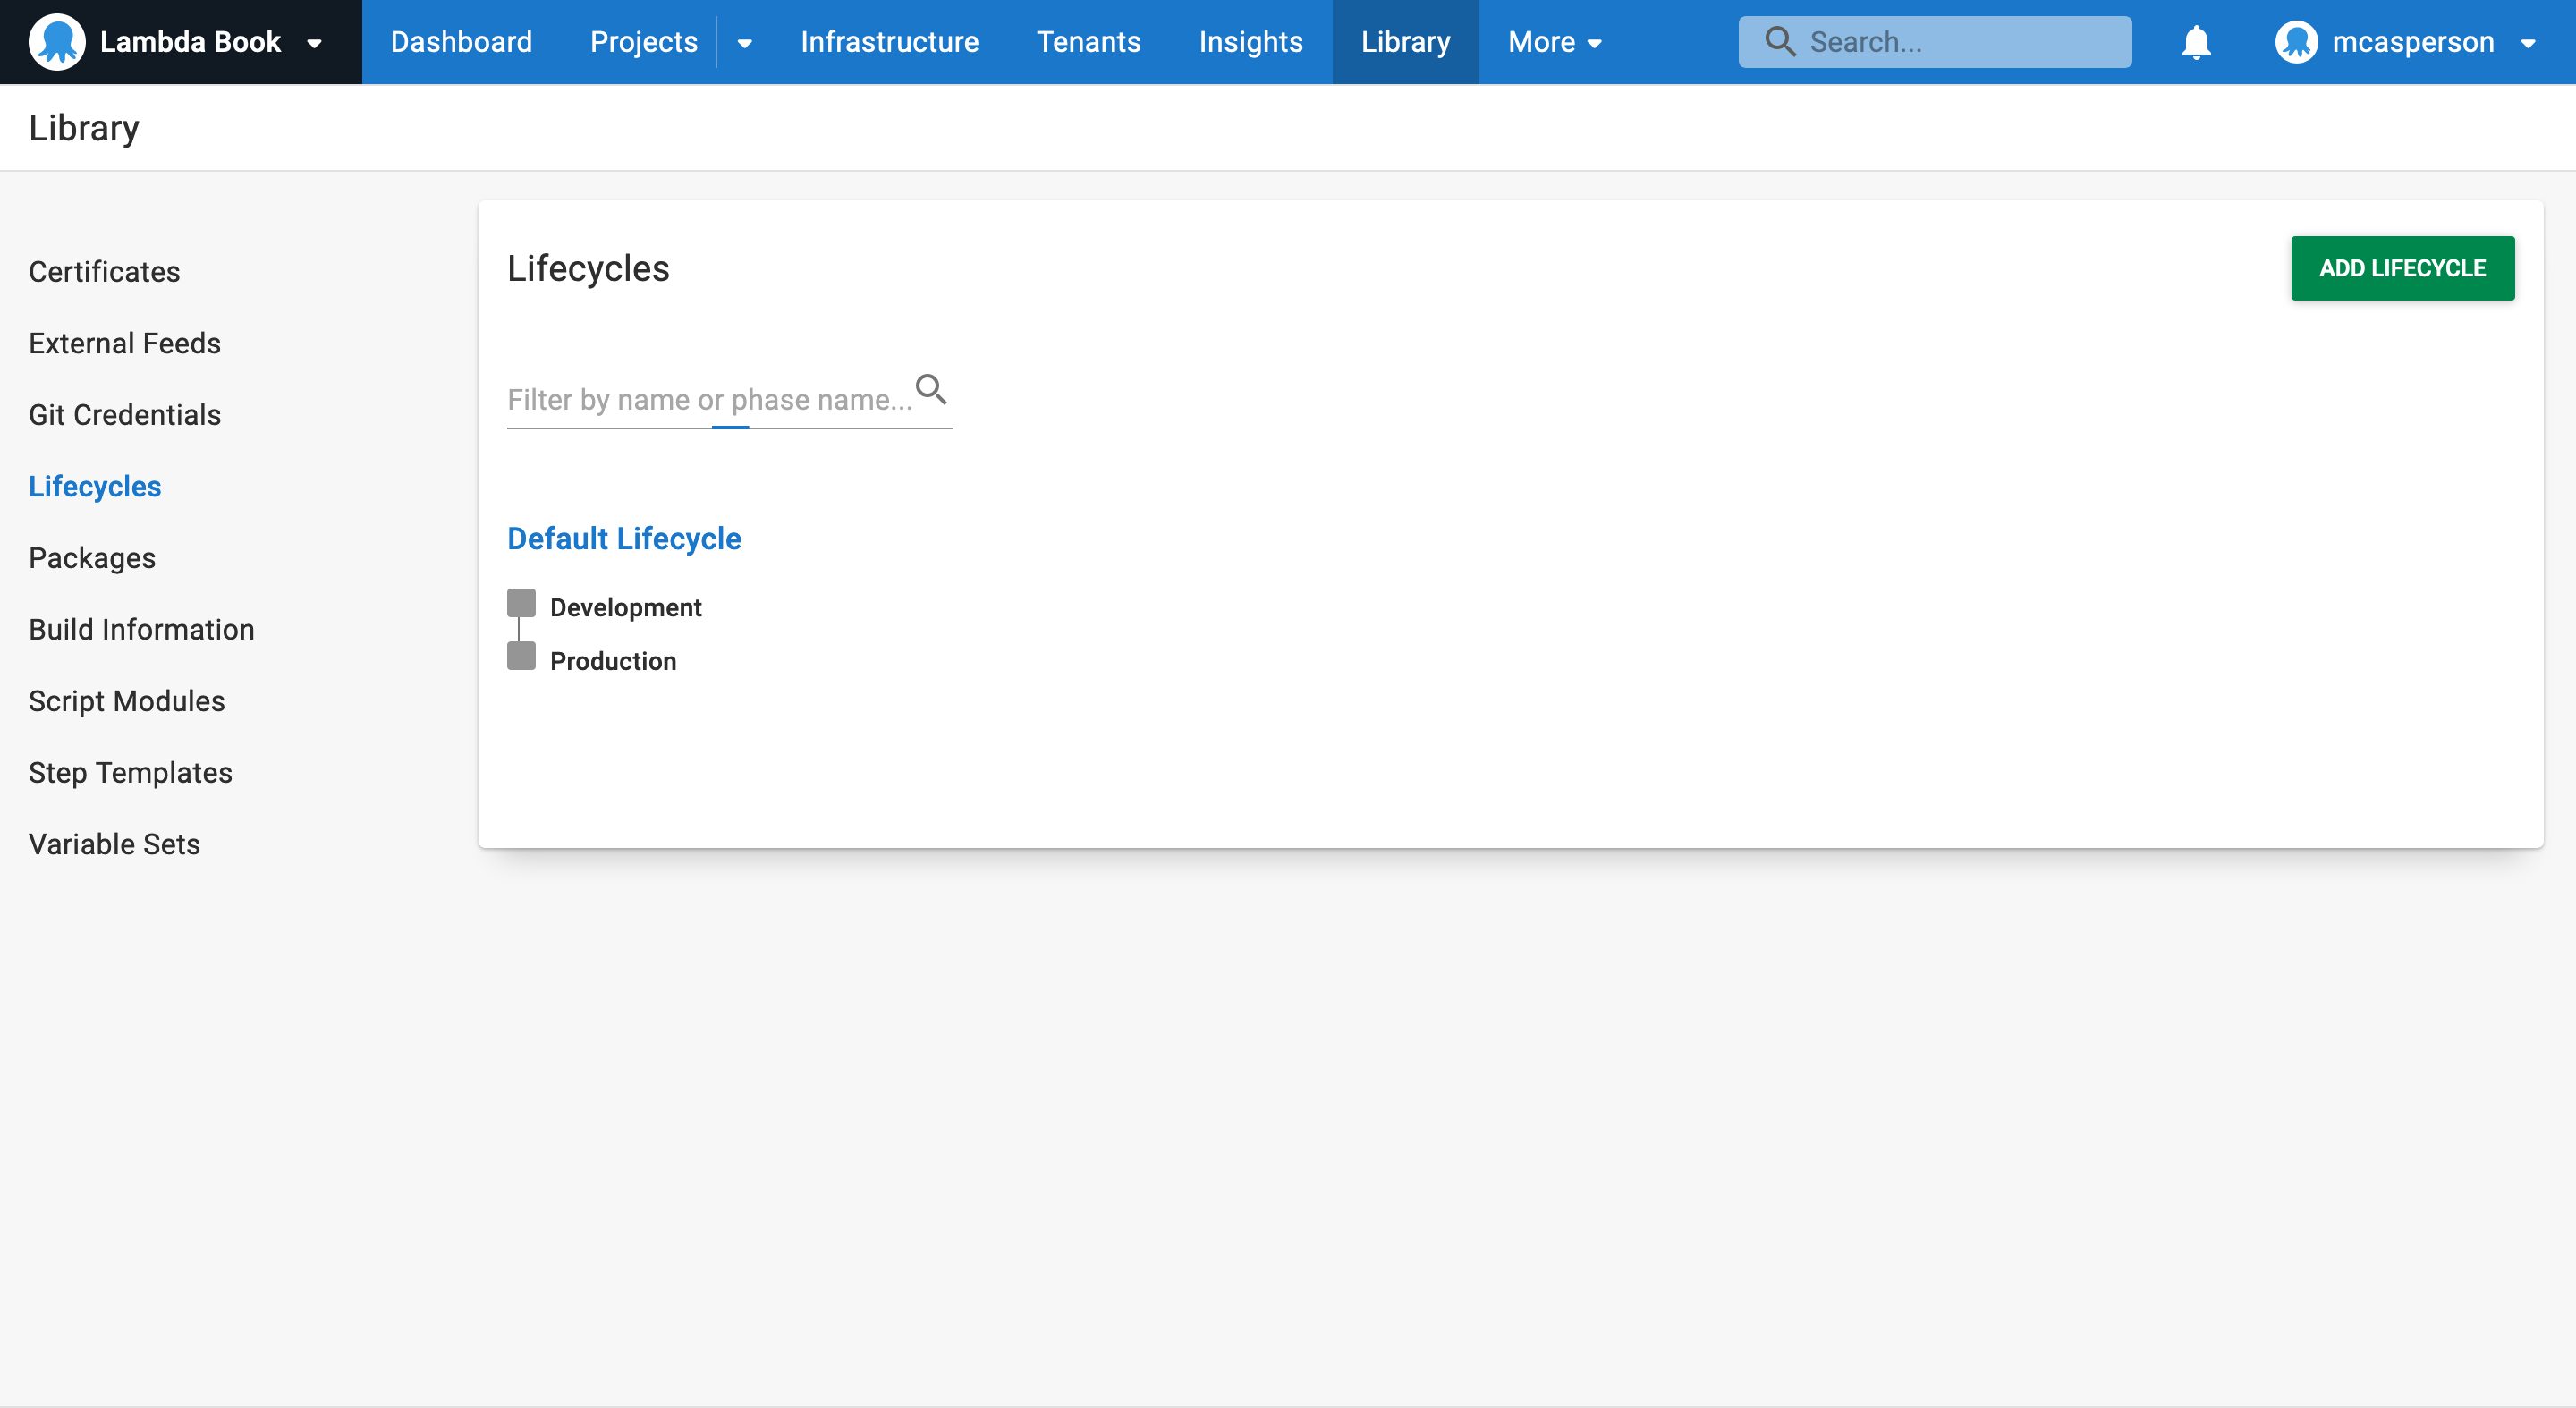 Lambda Book Dashboard Projects Infrastructure Tenants Insights Library More Search... mcasperson
Library
Certificates
External Feeds
Git Credentials
Lifecycles
Packages
Build Information
Script Modules
Step Templates
Variable Sets
Lifecycles
ADD LIFECYCLE
Filter by name or phase name...
Default Lifecycle
Development
Production